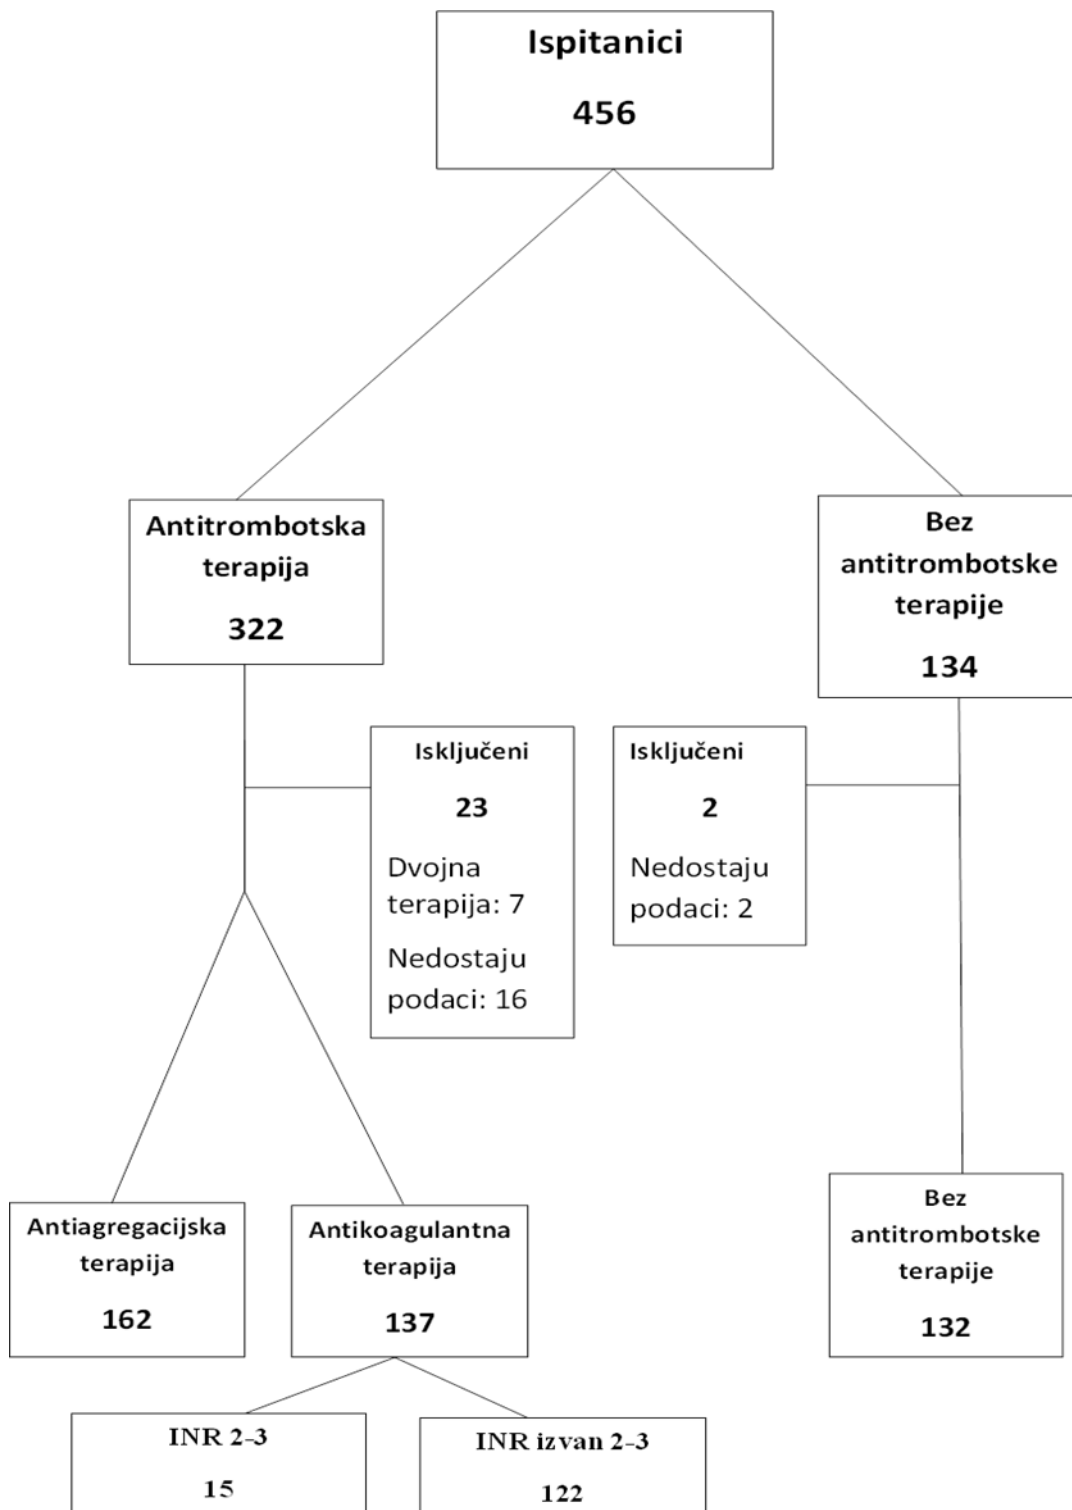 Ispitanici
456
Antitrombotska
terapija
322
Bez
antitrombotske
terapije
134
Isključeni
23
Dvojna
terapija: 7
Nedostaju
podaci: 16
Isključeni
2
Nedostaju
podaci: 2
Antiagregacijska
terapija
162
Antikoagulantna
terapija
137
Bez
antitrombotske
terapije
132
INR 2-3
15
INR izvan 2-3
122